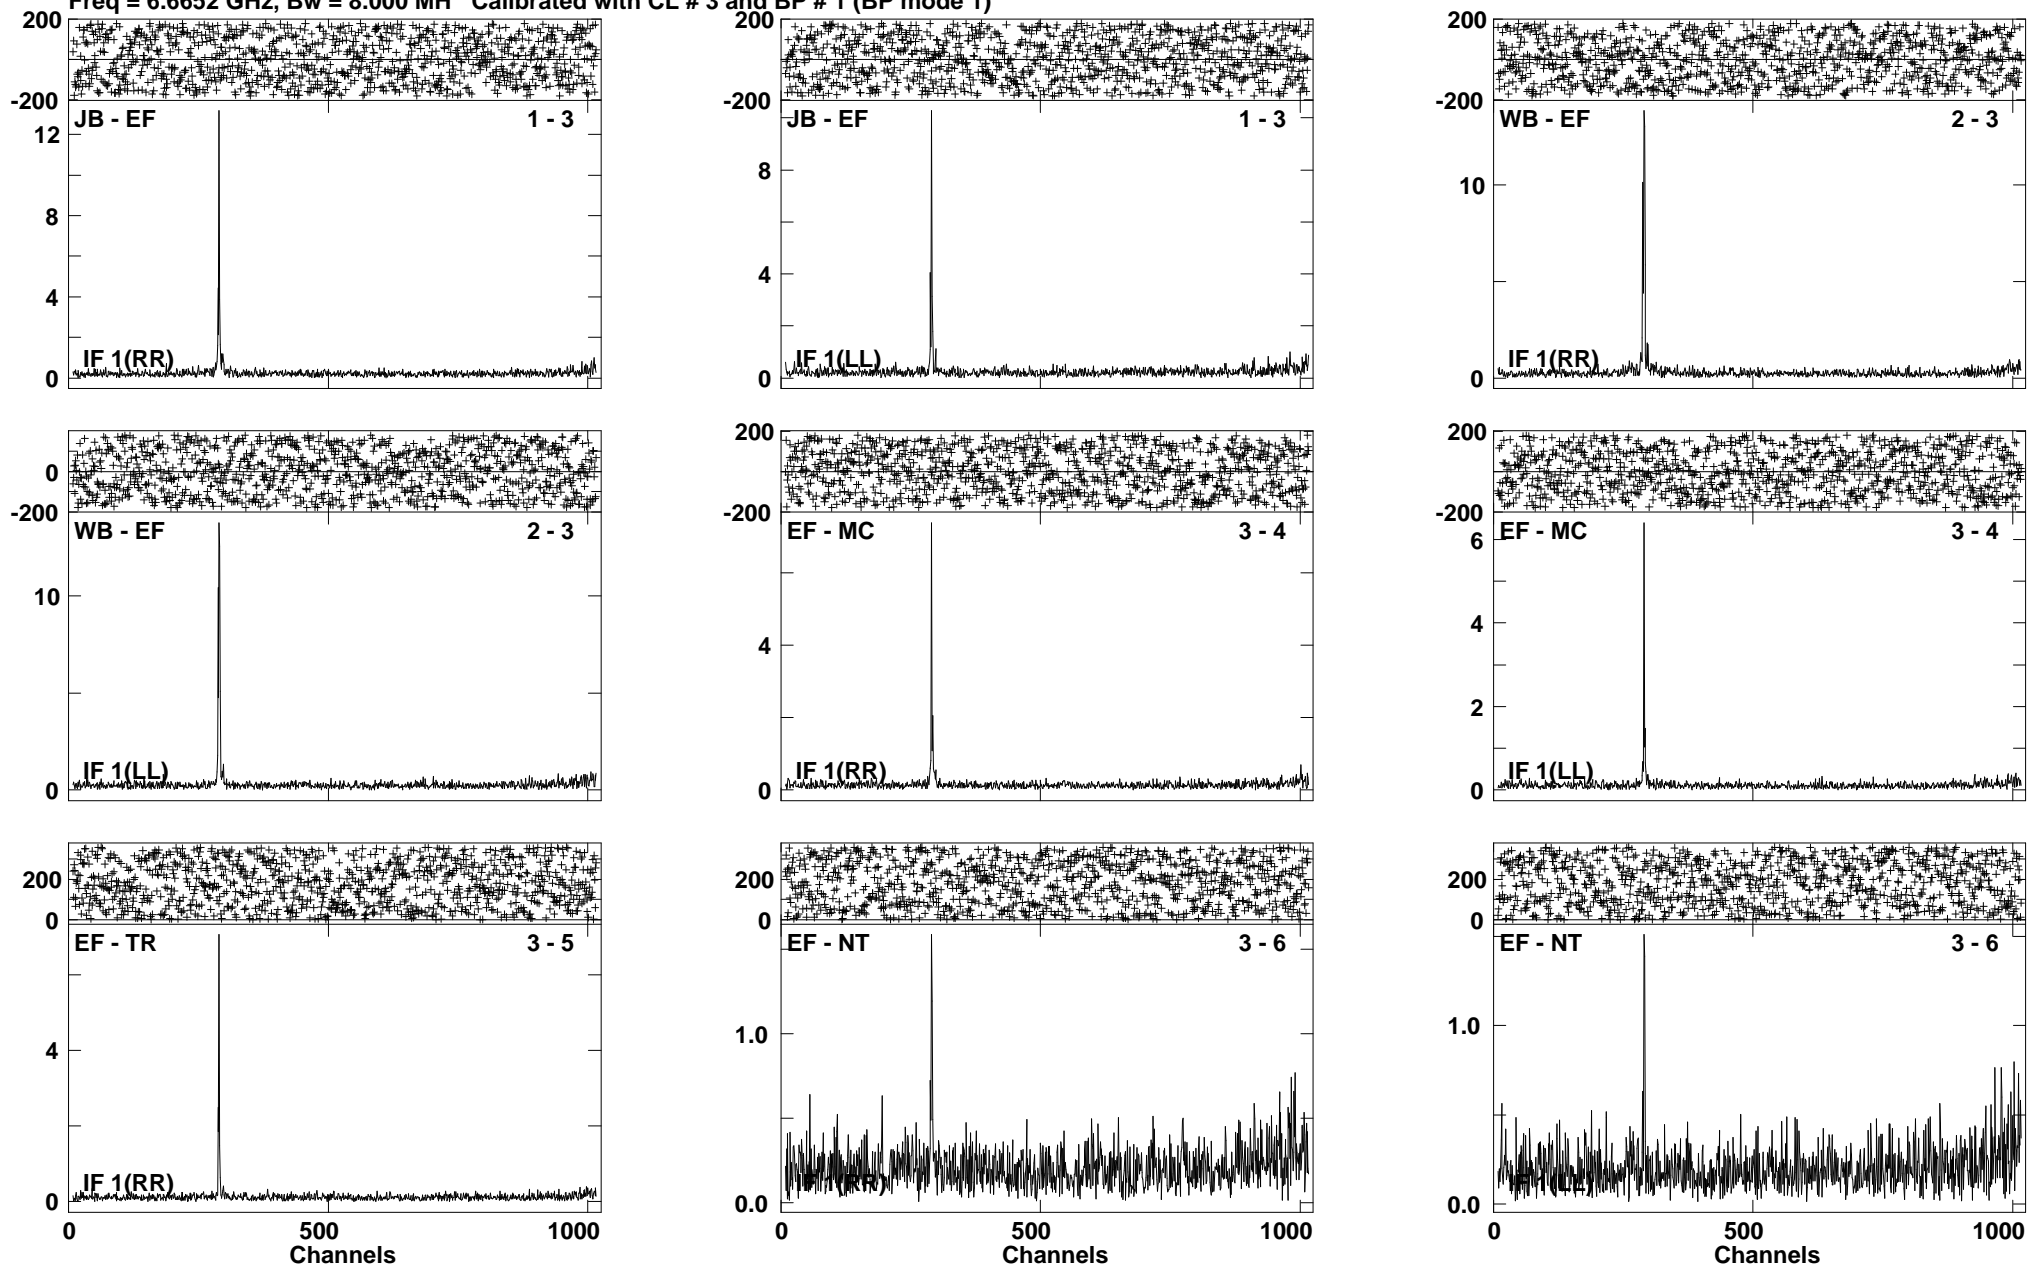 Freq = 6.6652 GHz, Bw = 8.000 MH Calibrated with CL # 3 and BP # 1 (BP mode 1)
200
-200
JB - EF 1 - 3
12
8
4
0
IF 1(RR)
200
-200
JB - EF 1 - 3
8
4
0
IF 1(LL)
200
-200
WB - EF 2 - 3
10
0
IF 1(RR)
0
-200
WB - EF 2 - 3
10
0
IF 1(LL)
200
-200
EF - MC 3 - 4
4
0
IF 1(RR)
200
-200
EF - MC 3 - 4
6
4
2
0
IF 1(LL)
200
0
EF - TR 3 - 5
4
0
IF 1(RR)
0 500 1000
Channels
200
0
EF - NT 3 - 6
1.0
0.0
IF 1(RR)
0 500 1000
Channels
200
0
EF - NT 3 - 6
1.0
0.0
IF 1(LL)
0 500 1000
Channels